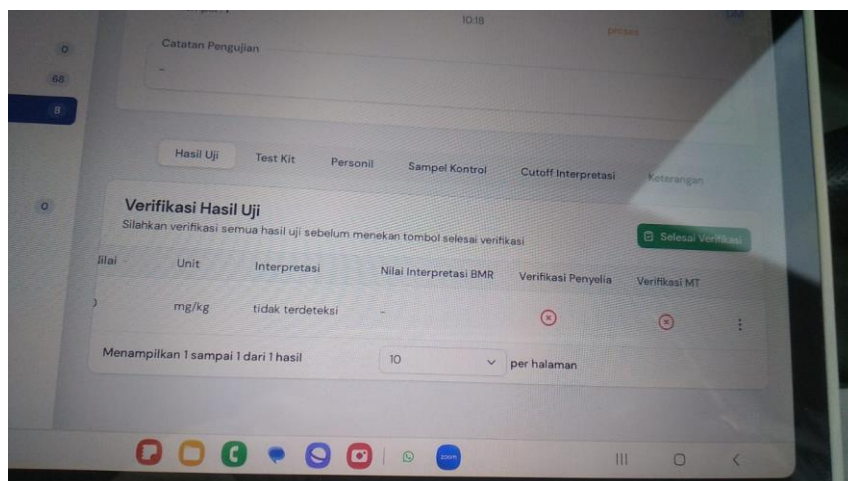 10:18
proses
Catatan Pengujian
-
0
68
8
Hasil Uji Test Kit Personil Sampel Kontrol Cutoff Interpretasi Keterangan
0
Verifikasi Hasil Uji
Silahkan verifikasi semua hasil uji sebelum menekan tombol selesai verifikasi
Selesai Verifikasi
Unit Interpretasi Nilai Interpretasi BMR Verifikasi Penyelia Verifikasi MT
mg/kg tidak terdeteksi -
Menampilkan 1 sampai 1 dari 1 hasil 10 per halaman
zoom